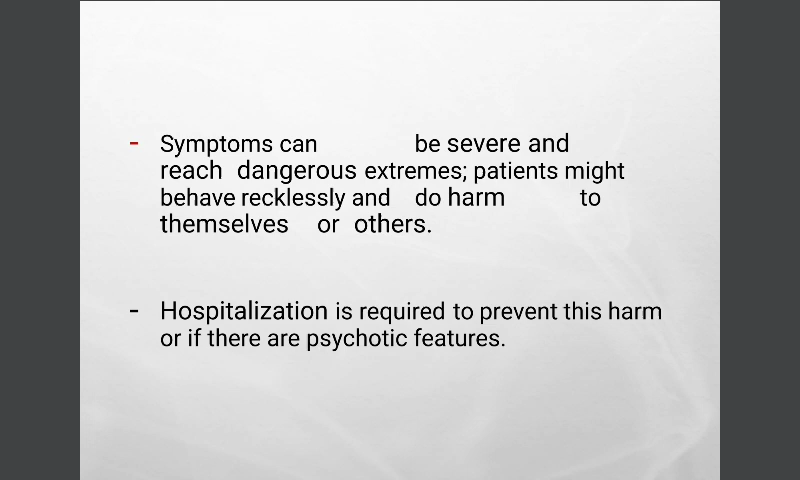 - Symptoms can be severe and
reach dangerous extremes; patients might
behave recklessly and do harm to
themselves or others.
- Hospitalization is required to prevent this harm
or if there are psychotic features.